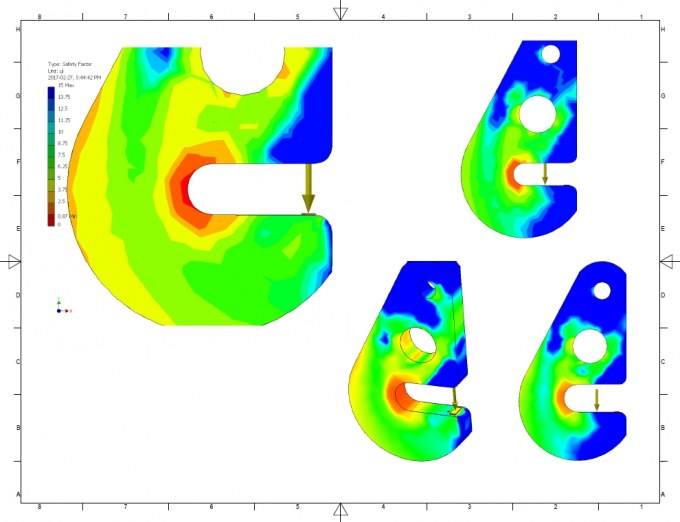 8 7 6 5 4 3 2 1
H H
Type: Safety Factor
Unit: ul
2017-02-27, 5:44:42 PM
15 Max
13.75
12.5
G G
11.25
10
8.75
7.5
6.25
F F
5
3.75
2.5
0.87
0
E E
D D
C C
B B
A A
8 7 6 5 4 3 2 1